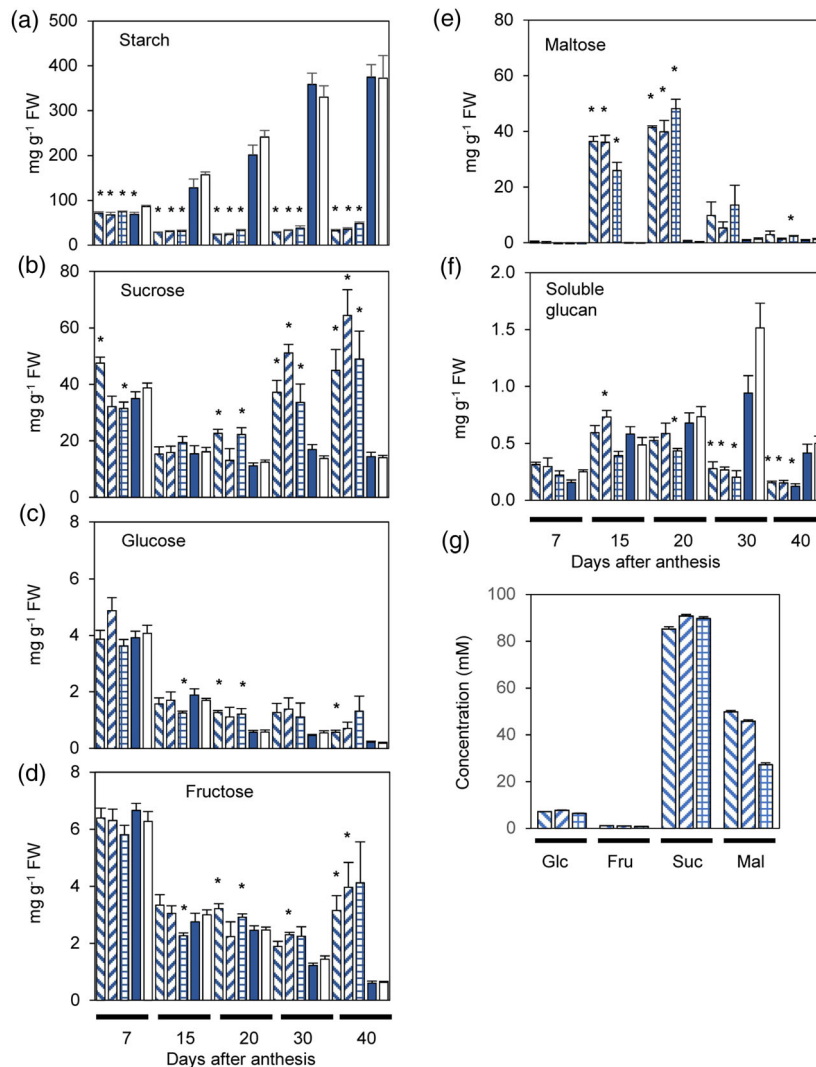 (a)
Starch
mg g⁻¹ FW
500
400
300
200
100
0
**** *** *** *** ***
(b)
Sucrose
mg g⁻¹ FW
80
60
40
20
0
* * * * * * * * * *
(c)
Glucose
mg g⁻¹ FW
8
6
4
2
0
* * * *
(d)
Fructose
mg g⁻¹ FW
8
6
4
2
0
* * * * * *
7 15 20 30 40
Days after anthesis
(e)
Maltose
mg g⁻¹ FW
80
60
40
20
0
*** *** *
(f)
Soluble
glucan
mg g⁻¹ FW
2.0
1.5
1.0
0.5
0.0
* * *** ***
7 15 20 30 40
Days after anthesis
(g)
Concentration (mM)
100
80
60
40
20
0
Glc Fru Suc Mal